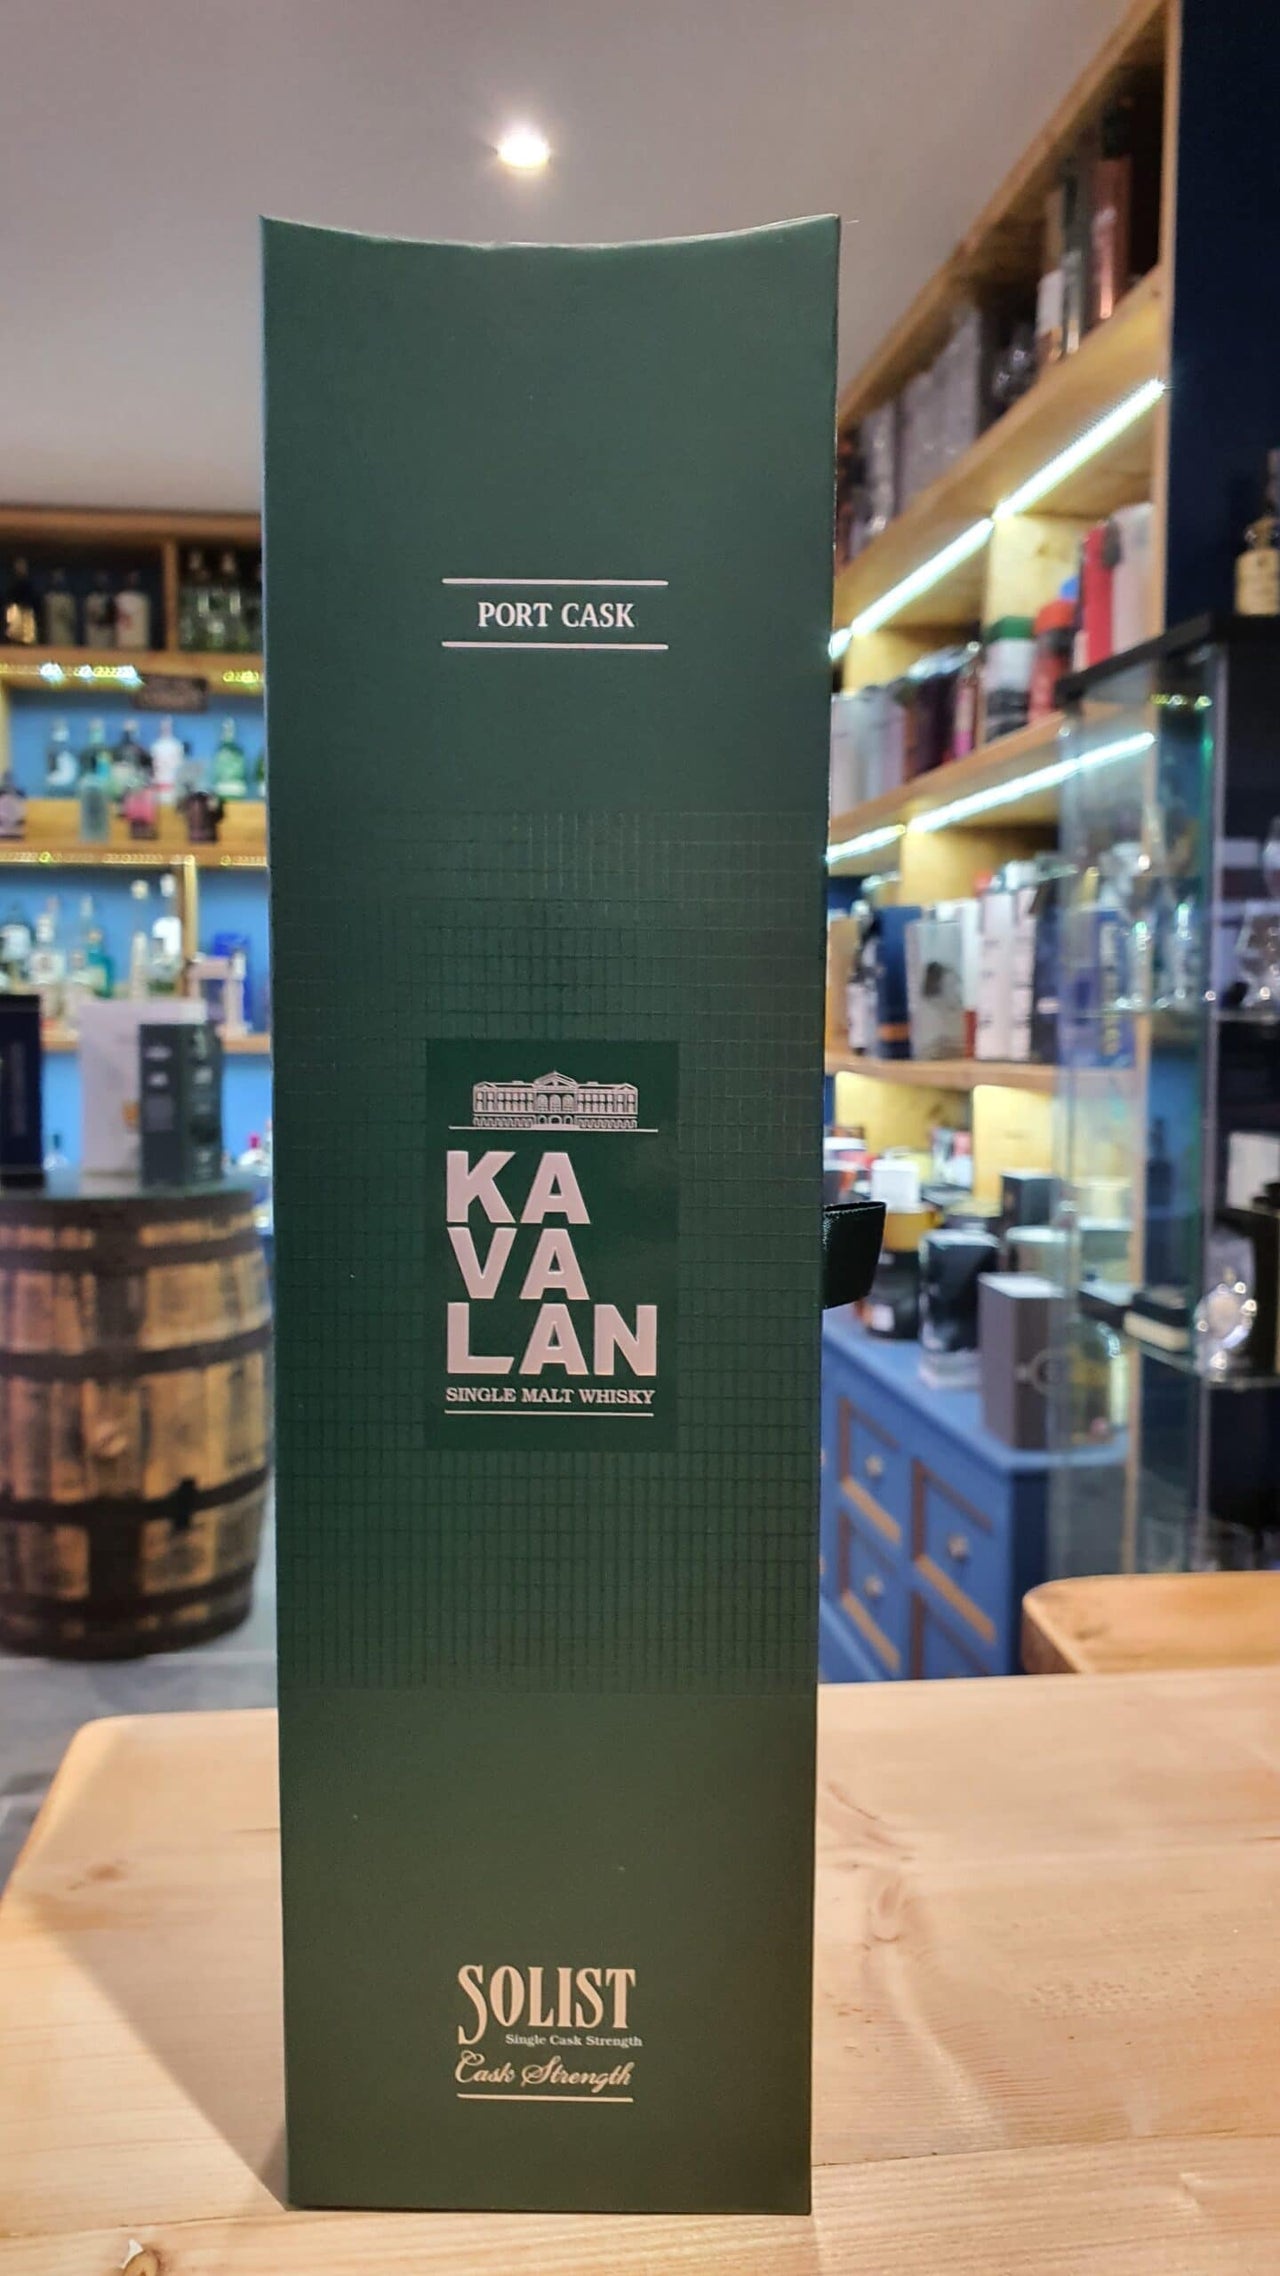 PORT CASK
KA
VA
LAN
SINGLE MALT WHISKY
SOLIST
Single Cask Strength
Cask Strength